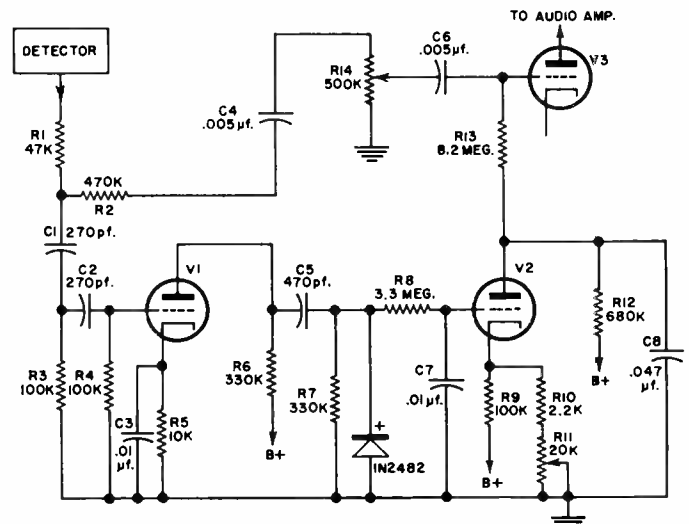 TO AUDIO AMP.
DETECTOR
C6
.005µf.
V3
R14
500K
C4
.005µf.
R1
47K
R13
8.2 MEG.
470K
R2
C1 270pf.
C2
270pf.
V1
C5
470pf.
R8
3.3 MEG.
V2
R12
680K
R3
100K
R4
100K
R6
330K
R7
330K
C7
.01µf.
C8
.047
µf.
C3
.01
µf.
R5
10K
R9
100K
R10
2.2K
R11
20K
B+
B+
B+
+
1N2482